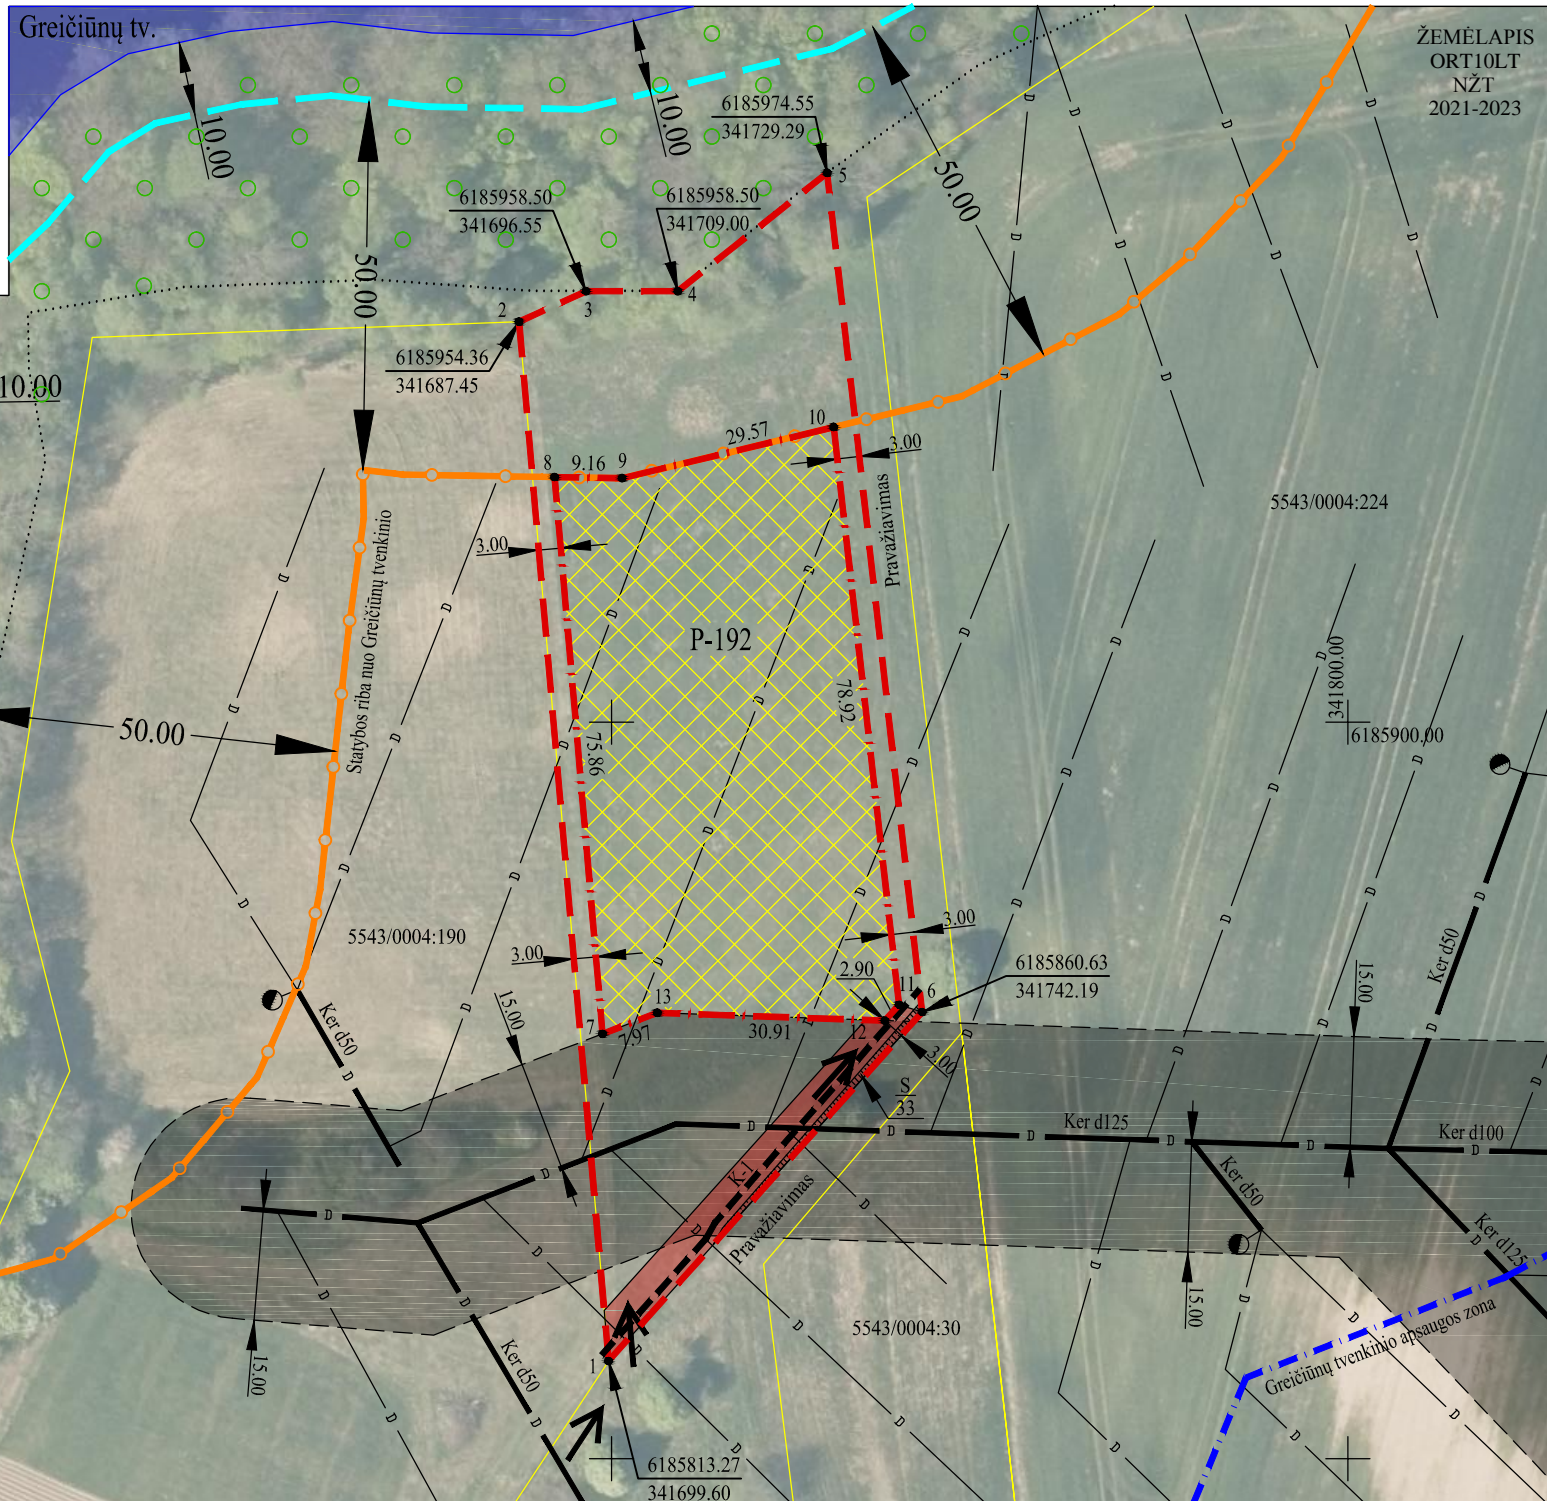 Greičiūnų tv.
ŽEMĖLAPIS
ORT10LT
NŽT
2021-2023
10.00
10.00
6185974.55
341729.29
5
50.00
6185958.50
341696.55
6185958.50
341709.00
50.00
2
3
4
6185954.36
341687.45
10.00
10
29.57
3.00
8
9.16
9
5543/0004:224
Pravažiavimas
3.00
Statybos riba nuo Greičiūnų tvenkinio
P-192
341800.00
6185900.00
78.92
75.86
50.00
Ker d50
5543/0004:190
3.00
3.00
2.90
6185860.63
341742.19
15.00
15.00
13
11
6
7
7.97
30.91
12
Ker d50
3.00
S
33
Ker d125
Ker d100
K-1
Pravažiavimas
Ker d50
Ker d125
15.00
15.00
5543/0004:30
Greičiūnų tvenkinio apsaugos zona
Ker d50
1
6185813.27
341699.60
D